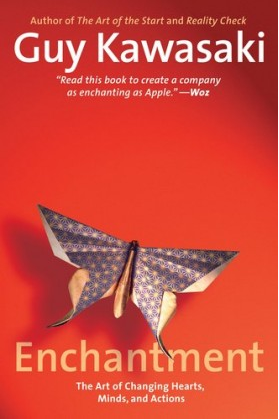 Author of The Art of the Start and Reality Check
Guy Kawasaki
“Read this book to create a company
as enchanting as Apple.” —Woz
Enchantment
The Art of Changing Hearts,
Minds, and Actions